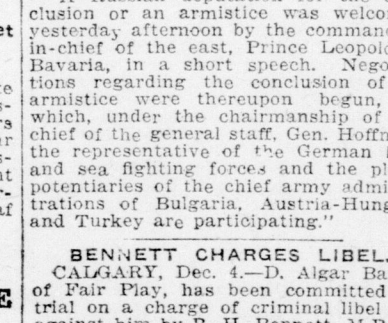 clusion or an armistice was welco
yesterday afternoon by the comman
in-chief of the east, Prince Leopol
Bavaria, in a short speech. Nego
tions regarding the conclusion of
armistice were thereupon begun,
which, under the chairmanship of
chief of the general staff, Gen. Hoffm
the representative of the German
and sea fighting forces and the pl
potentiaries of the chief army admi
trations of Bulgaria, Austria-Hung
and Turkey are participating."
BENNETT CHARGES LIBEL.
CALGARY, Dec. 4.—D. Algar Ba
of Fair Play, has been committed
trial on a charge of criminal libel